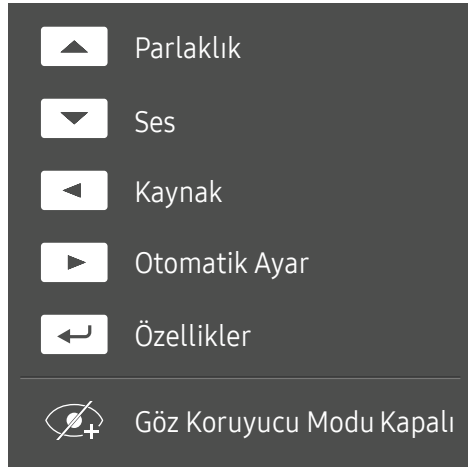 Parlaklık
Ses
Kaynak
Otomatik Ayar
Özellikler
Göz Koruyucu Modu Kapalı